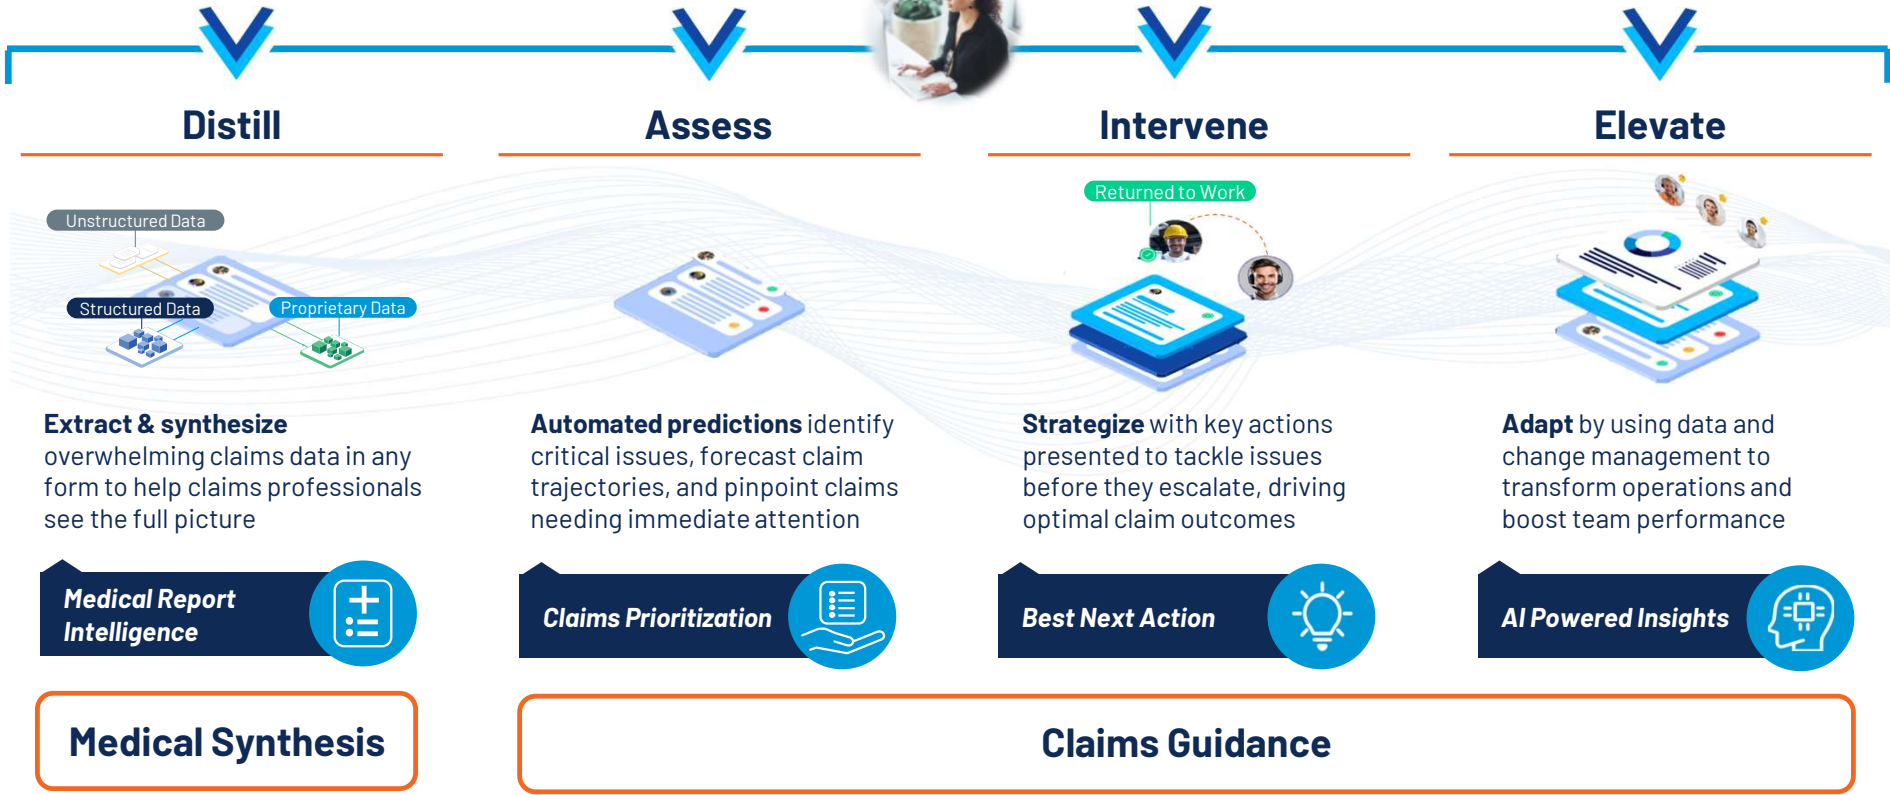 Distill
Assess
Intervene
Elevate
Unstructured Data
Structured Data
Proprietary Data
Returned to Work
Extract & synthesize
overwhelming claims data in any
form to help claims professionals
see the full picture
Automated predictions identify
critical issues, forecast claim
trajectories, and pinpoint claims
needing immediate attention
Strategize with key actions
presented to tackle issues
before they escalate, driving
optimal claim outcomes
Adapt by using data and
change management to
transform operations and
boost team performance
Medical Report
Intelligence
Claims Prioritization
Best Next Action
AI Powered Insights
Medical Synthesis
Claims Guidance